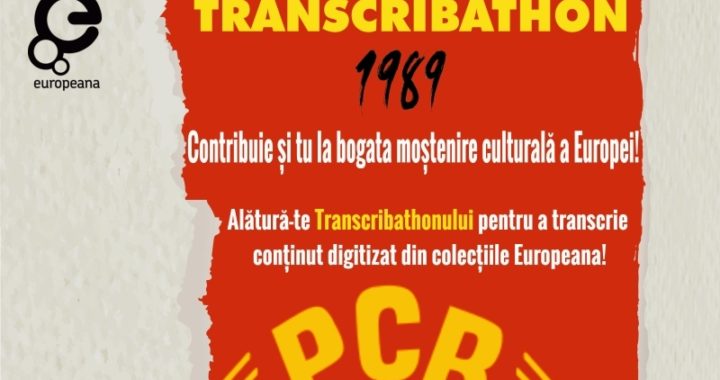 europeana
TRANSCRIBATHON
1989
Contribuie și tu la bogata moștenire culturală a Europei!
Alătură-te Transcribathonului pentru a transcrie
conținut digitizat din colecțiile Europeana!
PCR